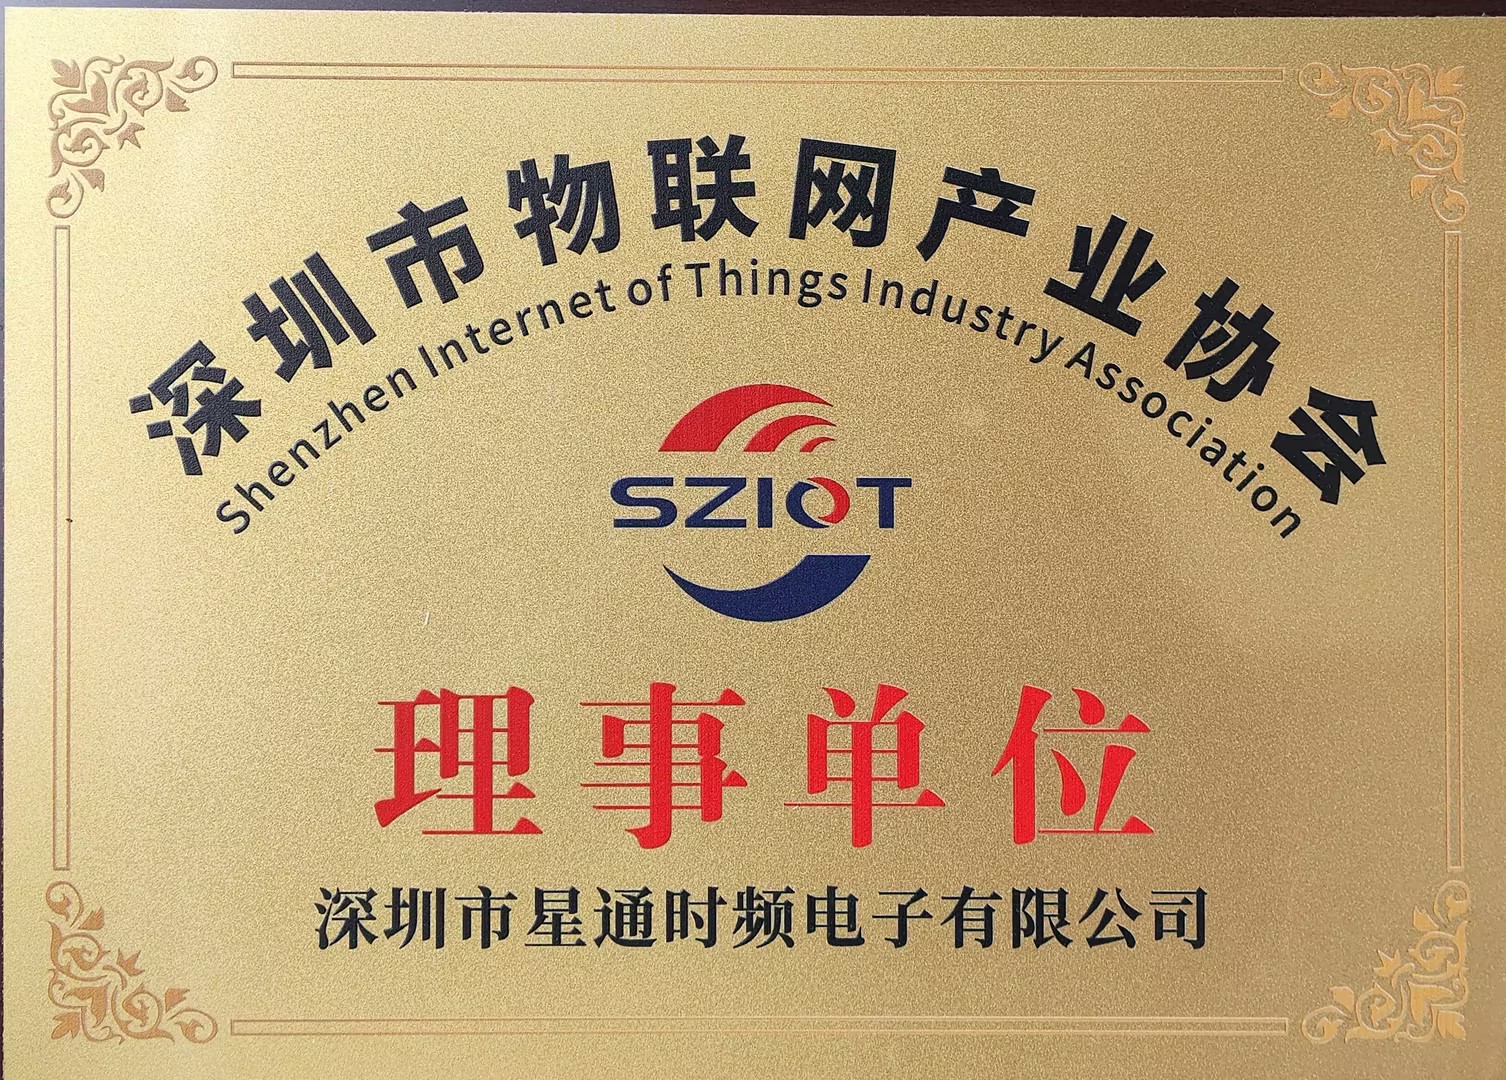 深圳市物联网产业协会
Shenzhen Internet of Things Industry Association
SZIOT
理事单位
深圳市星通时频电子有限公司